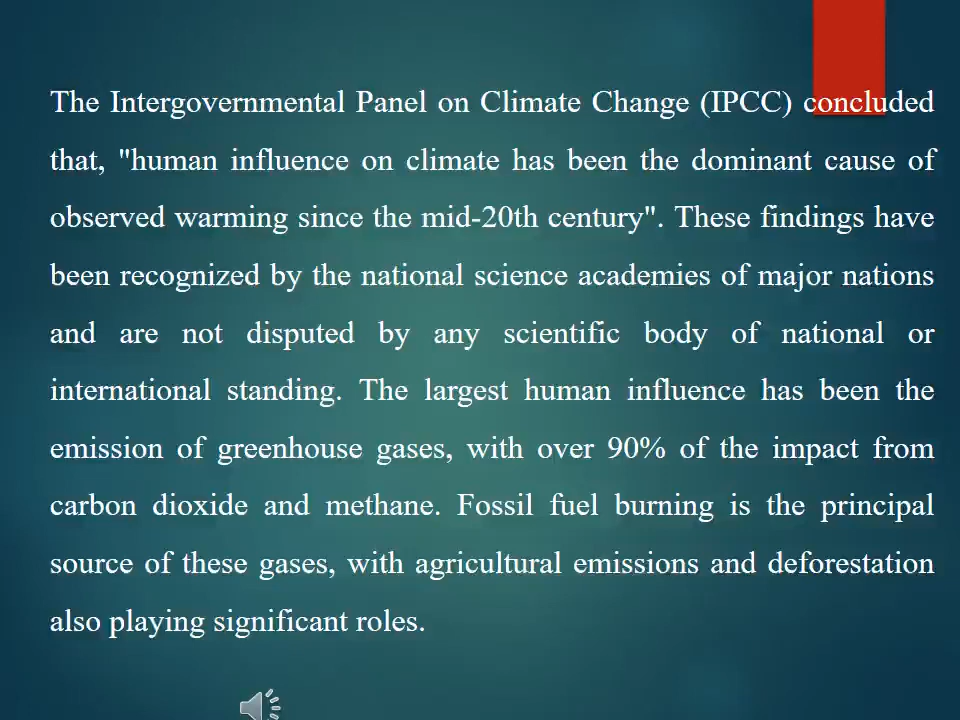 The Intergovernmental Panel on Climate Change (IPCC) concluded
that, "human influence on climate has been the dominant cause of
observed warming since the mid-20th century". These findings have
been recognized by the national science academies of major nations
and are not disputed by any scientific body of national or
international standing. The largest human influence has been the
emission of greenhouse gases, with over 90% of the impact from
carbon dioxide and methane. Fossil fuel burning is the principal
source of these gases, with agricultural emissions and deforestation
also playing significant roles.